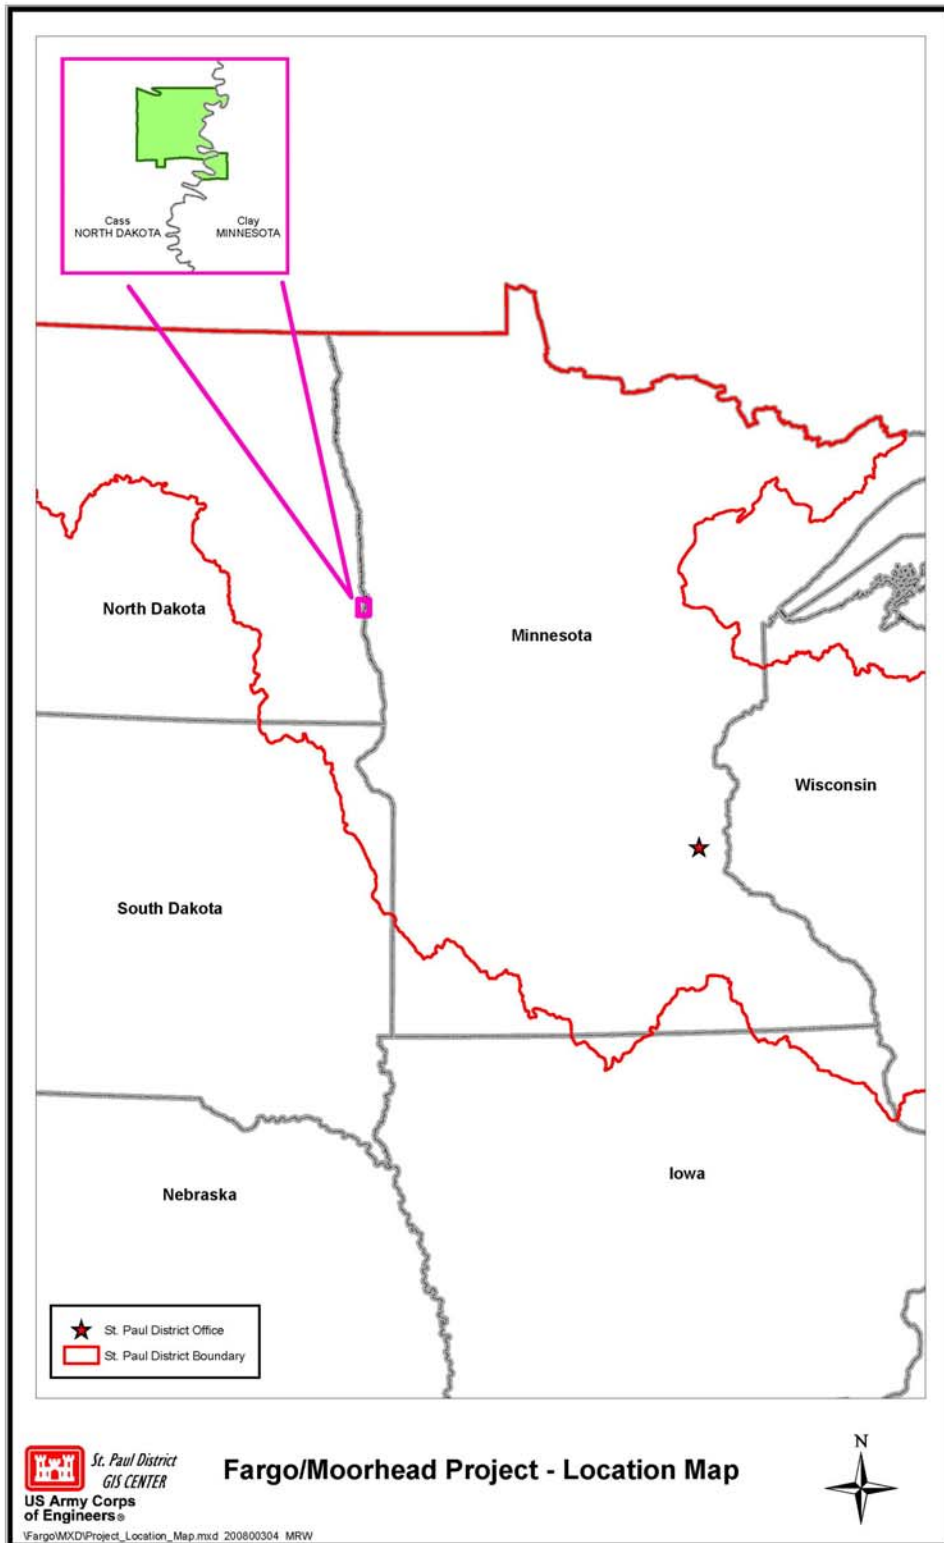 Cass
NORTH DAKOTA
Clay
MINNESOTA
North Dakota
Minnesota
Wisconsin
South Dakota
Iowa
Nebraska
St. Paul District Office
St. Paul District Boundary
St. Paul District
GIS CENTER
US Army Corps
of Engineers®
Fargo/Moorhead Project - Location Map
N
\Fargo\MXD\Project_Location_Map.mxd 200800304 MRW